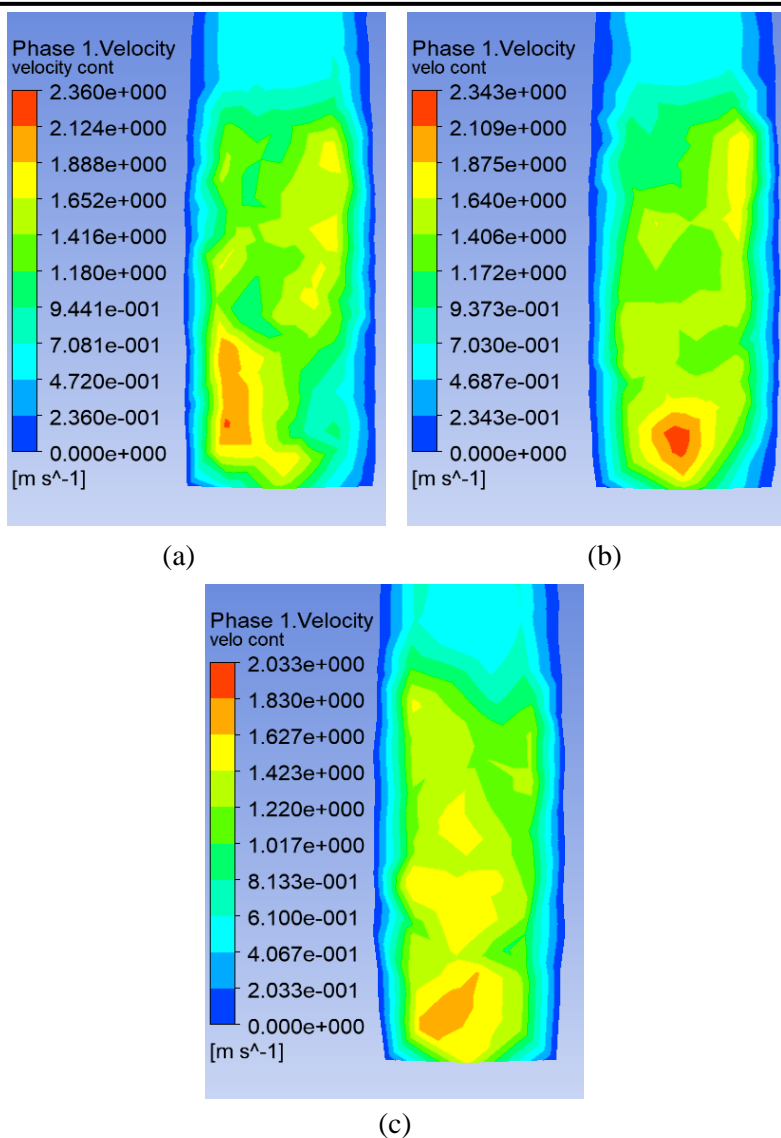 Phase 1.Velocity
velocity cont
2.360e+000
2.124e+000
1.888e+000
1.652e+000
1.416e+000
1.180e+000
9.441e-001
7.081e-001
4.720e-001
2.360e-001
0.000e+000
[m s^-1]
(a)
Phase 1.Velocity
velo cont
2.343e+000
2.109e+000
1.875e+000
1.640e+000
1.406e+000
1.172e+000
9.373e-001
7.030e-001
4.687e-001
2.343e-001
0.000e+000
[m s^-1]
(b)
Phase 1.Velocity
velo cont
2.033e+000
1.830e+000
1.627e+000
1.423e+000
1.220e+000
1.017e+000
8.133e-001
6.100e-001
4.067e-001
2.033e-001
0.000e+000
[m s^-1]
(c)